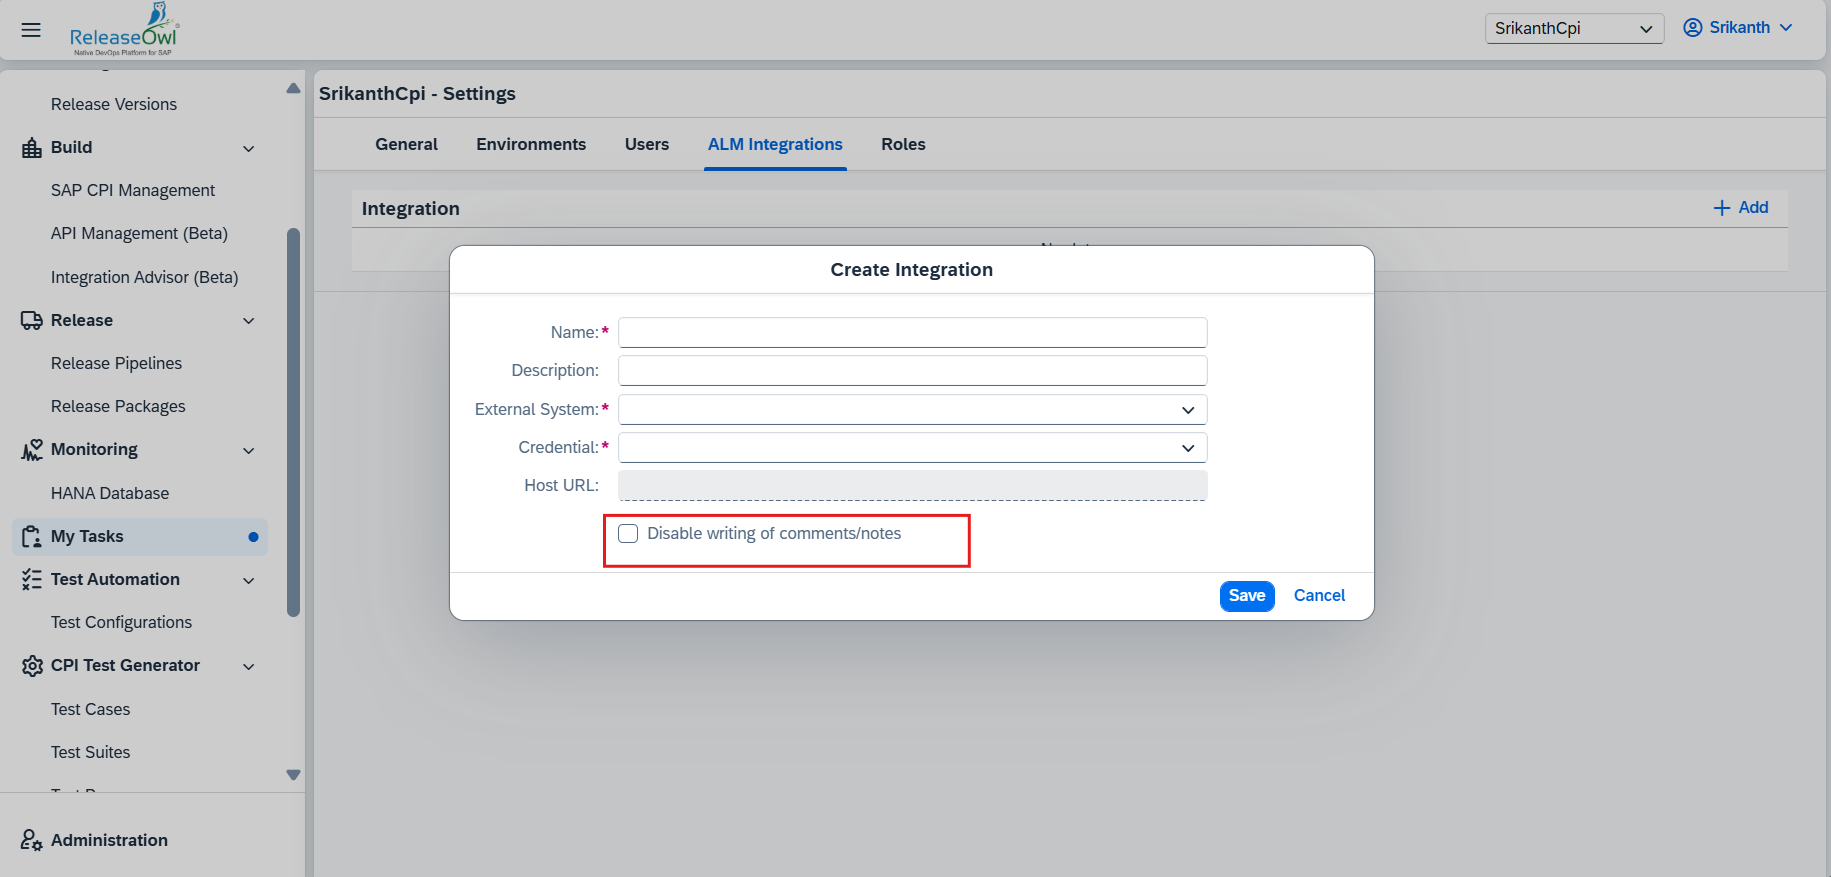 ReleaseOwl
Native DevOps Platform for SAP
SrikanthCpi
Srikanth
Release Versions
Build
SAP CPI Management
API Management (Beta)
Integration Advisor (Beta)
Release
Release Pipelines
Release Packages
Monitoring
HANA Database
My Tasks
Test Automation
Test Configurations
CPI Test Generator
Test Cases
Test Suites
Administration
SrikanthCpi - Settings
General Environments Users ALM Integrations Roles
Integration
Add
Create Integration
Name:*
Description:
External System:*
Credential:*
Host URL:
Disable writing of comments/notes
Save Cancel